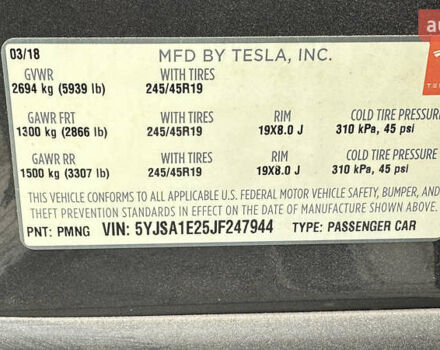 03/18 MFD BY TESLA, INC.
GVWR WITH TIRES
2694 kg (5939 lb) 245/45R19
GAWR FRT WITH TIRES RIM COLD TIRE PRESSURE
1300 kg (2866 lb) 245/45R19 19X8.0 J 310 kPa, 45 psi
GAWR RR WITH TIRES RIM COLD TIRE PRESSURE
1500 kg (3307 lb) 245/45R19 19X8.0 J 310 kPa, 45 psi
THIS VEHICLE CONFORMS TO ALL APPLICABLE U.S. FEDERAL MOTOR VEHICLE SAFETY, BUMPER, AND
THEFT PREVENTION STANDARDS IN EFFECT ON THE DATE OF MANUFACTURE SHOWN ABOVE.
PNT: PMNG VIN: 5YJSA1E25JF247944 TYPE: PASSENGER CAR